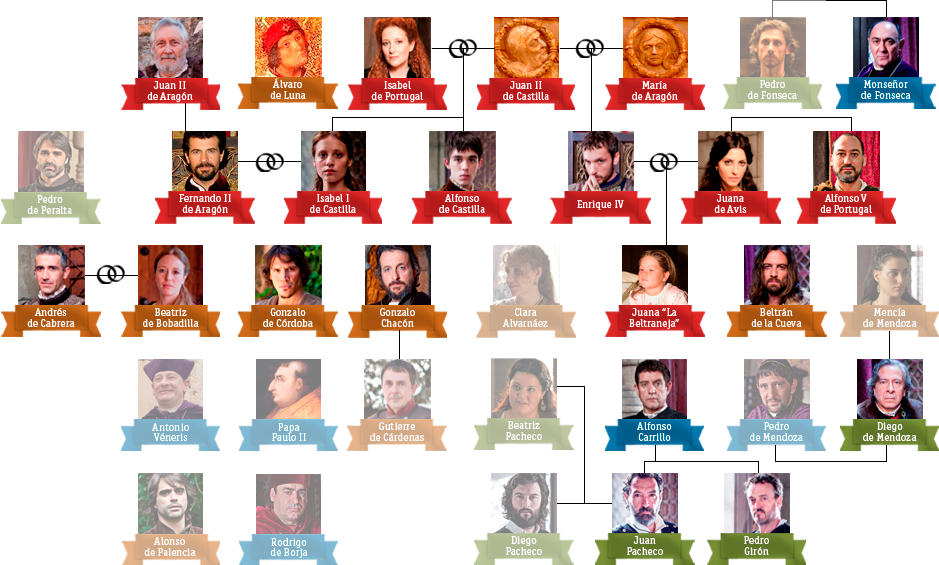 Juan II
de Aragón
Álvaro
de Luna
Isabel
de Portugal
Juan II
de Castilla
María
de Aragón
Pedro
de Fonseca
Monseñor
de Fonseca
Pedro
de Peralta
Fernando II
de Aragón
Isabel I
de Castilla
Alfonso
de Castilla
Enrique IV
Juana
de Avis
Alfonso V
de Portugal
Andrés
de Cabrera
Beatriz
de Bobadilla
Gonzalo
de Córdoba
Gonzalo
Chacón
Clara
Alvarnáez
Juana "La
Beltraneja"
Beltrán
de la Cueva
Mencía
de Mendoza
Antonio
Véneris
Papa
Paulo II
Gutierre
de Cárdenas
Beatriz
Pacheco
Alfonso
Carrillo
Pedro
de Mendoza
Diego
de Mendoza
Alonso
de Palencia
Rodrigo
de Borja
Diego
Pacheco
Juan
Pacheco
Pedro
Girón